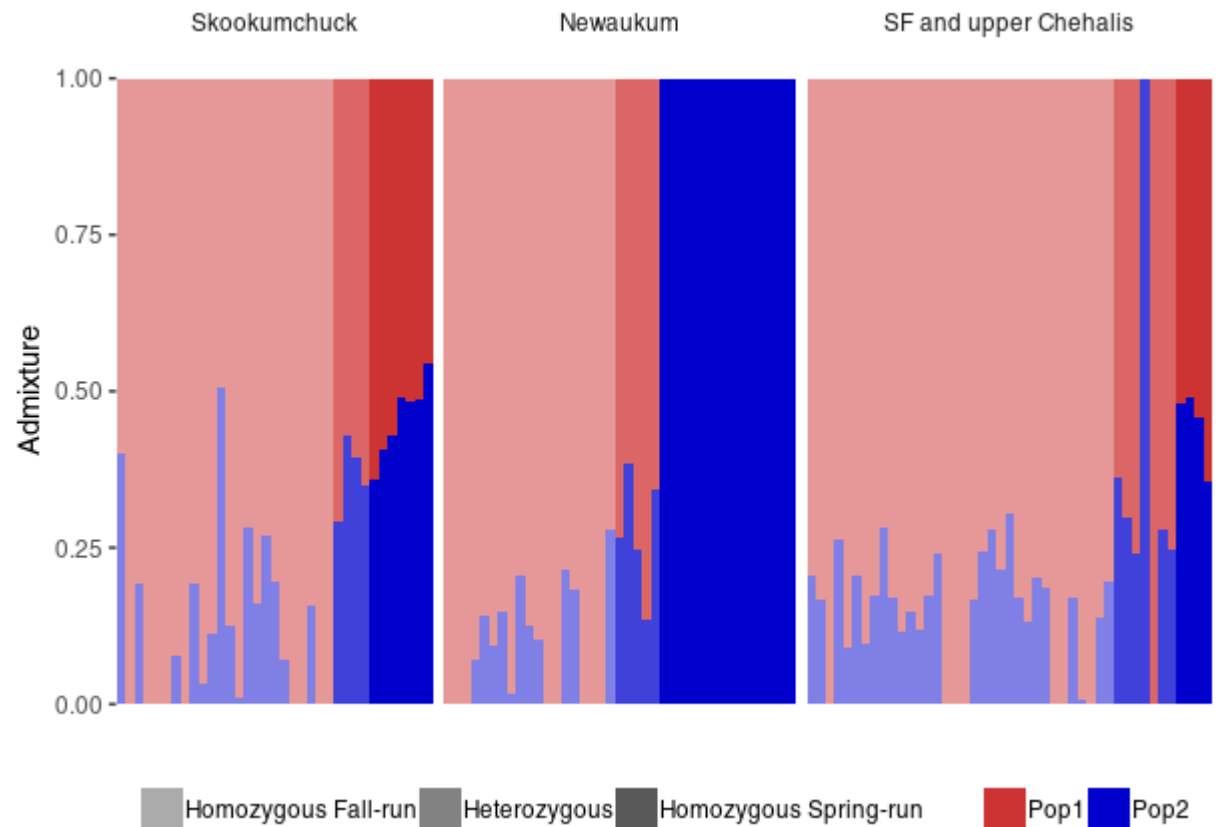 Skookumchuck Newaukum SF and upper Chehalis
1.00
0.75
0.50
0.25
0.00
Admixture
Homozygous Fall-run Heterozygous Homozygous Spring-run Pop1 Pop2